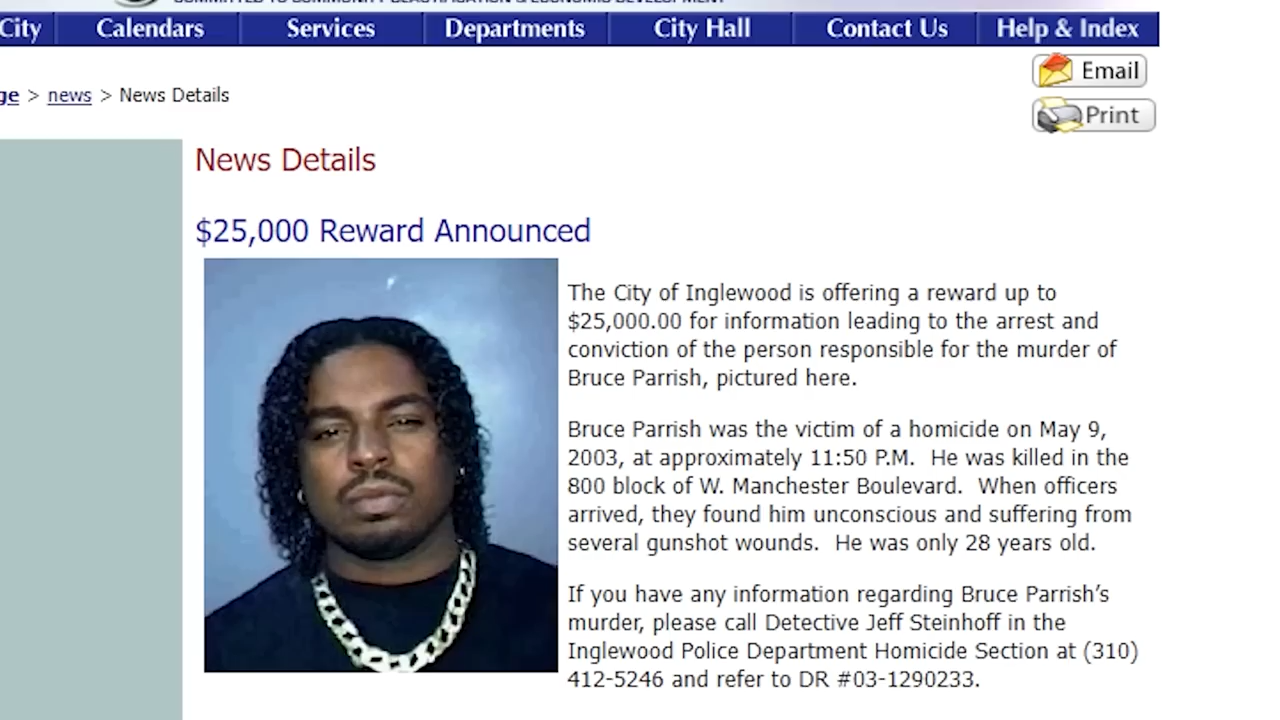 City Calendars Services Departments City Hall Contact Us Help & Index
Email
ge > news > News Details
Print
News Details
$25,000 Reward Announced
The City of Inglewood is offering a reward up to
$25,000.00 for information leading to the arrest and
conviction of the person responsible for the murder of
Bruce Parrish, pictured here.
Bruce Parrish was the victim of a homicide on May 9,
2003, at approximately 11:50 P.M. He was killed in the
800 block of W. Manchester Boulevard. When officers
arrived, they found him unconscious and suffering from
several gunshot wounds. He was only 28 years old.
If you have any information regarding Bruce Parrish's
murder, please call Detective Jeff Steinhoff in the
Inglewood Police Department Homicide Section at (310)
412-5246 and refer to DR #03-1290233.